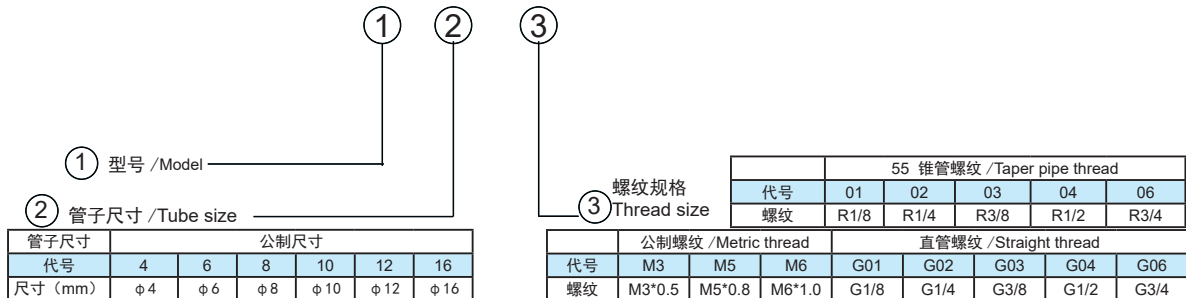 ① ② ③
① 型号 /Model
② 管子尺寸 /Tube size
管子尺寸 公制尺寸
代号 4 6 8 10 12 16
尺寸（mm） φ4 φ6 φ8 φ10 φ12 φ16
③ 螺纹规格
Thread size
55 锥管螺纹 /Taper pipe thread
代号 01 02 03 04 06
螺纹 R1/8 R1/4 R3/8 R1/2 R3/4
公制螺纹 /Metric thread 直管螺纹 /Straight thread
代号 M3 M5 M6 G01 G02 G03 G04 G06
螺纹 M3*0.5 M5*0.8 M6*1.0 G1/8 G1/4 G3/8 G1/2 G3/4